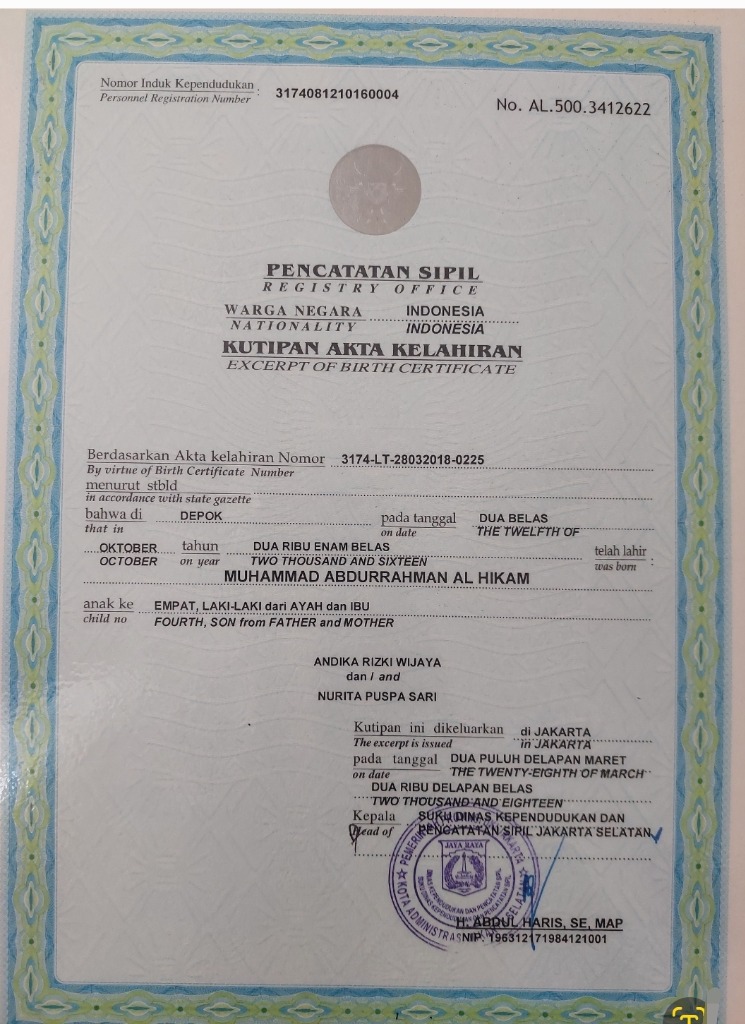 Nomor Induk Kependudukan : 3174081210160004
Personnel Registration Number
No. AL.500.3412622
PENCATATAN SIPIL
REGISTRY OFFICE
WARGA NEGARA INDONESIA
NATIONALITY INDONESIA
KUTIPAN AKTA KELAHIRAN
EXCERPT OF BIRTH CERTIFICATE
Berdasarkan Akta kelahiran Nomor 3174-LT-28032018-0225
By virtue of Birth Certificate Number
menurut stbld
in accordance with state gazette
bahwa di DEPOK pada tanggal DUA BELAS
that in on date THE TWELFTH OF
OKTOBER tahun DUA RIBU ENAM BELAS telah lahir :
OCTOBER on year TWO THOUSAND AND SIXTEEN was born
MUHAMMAD ABDURRAHMAN AL HIKAM
anak ke EMPAT, LAKI-LAKI dari AYAH dan IBU
child no FOURTH, SON from FATHER and MOTHER
ANDIKA RIZKI WIJAYA
dan / and
NURITA PUSPA SARI
Kutipan ini dikeluarkan di JAKARTA
The excerpt is issued in JAKARTA
pada tanggal DUA PULUH DELAPAN MARET
on date THE TWENTY-EIGHTH OF MARCH
DUA RIBU DELAPAN BELAS
TWO THOUSAND AND EIGHTEEN
Kepala SUKU DINAS KEPENDUDUKAN DAN
Head of PENCATATAN SIPIL JAKARTA SELATAN
JAYA RAYA
H. ABDUL HARIS, SE, MAP
NIP. 196312171984121001